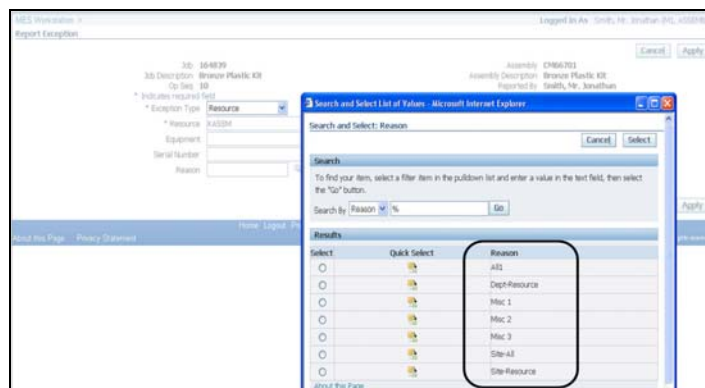 MES Workstation >
Logged In As Smith, Mr. Jonathan (M), ASSEMB
Report Exception
Cancel Apply
Job 104839
Assembly CM66701
Job Description Bronze Plastic Kit
Assembly Description Bronze Plastic Kit
Op Seq 10
Reported By Smith, Mr. Jonathan
* Indicates required field
* Exception Type Resource
* Resource KASEM
Equipment
Serial Number
Reason
Apply
Home Logout
About this Page Privacy Statement
Search and Select List of Values - Microsoft Internet Explorer
Search and Select: Reason
Cancel Select
Search
To find your item, select a filter item in the pulldown list and enter a value in the text field, then select
the "Go" button.
Search By Reason % Go
Results
Select Quick Select Reason
All1
Dept-Resource
Misc 1
Misc 2
Misc 3
Site-All
Site-Resource
About this Page